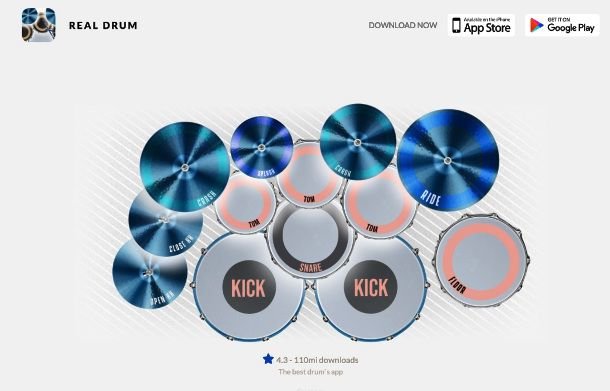 REAL DRUM
DOWNLOAD NOW
Available on the iPhone
App Store
GET IT ON
Google Play
CRASH
SPLASH
CRASH
RIDE
TOM
TOM
TOM
CLOSE HH
OPEN HH
SNARE
KICK
KICK
FLOOR
4.3 - 110mi downloads
The best drum´s app